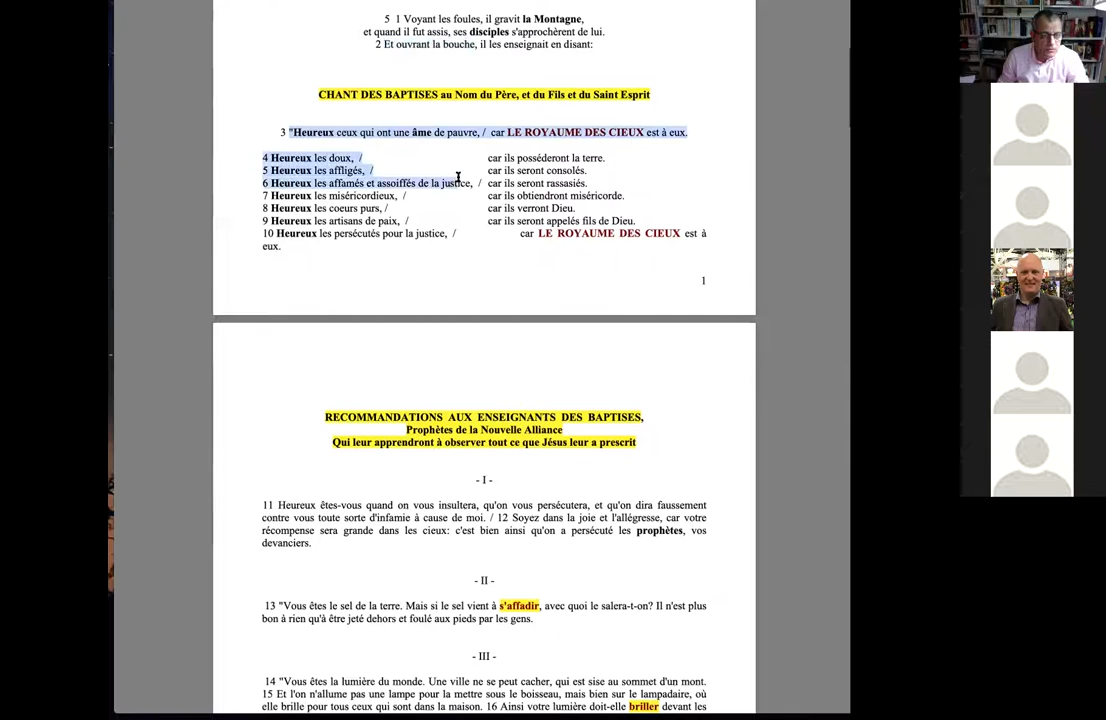 5 1 Voyant les foules, il gravit la Montagne,
et quand il fut assis, ses disciples s'approchèrent de lui.
2 Et ouvrant la bouche, il les enseignait en disant:
CHANT DES BAPTISES au Nom du Père, et du Fils et du Saint Esprit
3 "Heureux ceux qui ont une âme de pauvre, / car LE ROYAUME DES CIEUX est à eux.
4 Heureux les doux, / car ils posséderont la terre.
5 Heureux les affligés, / car ils seront consolés.
6 Heureux les affamés et assoiffés de la justice, / car ils seront rassasiés.
7 Heureux les miséricordieux, / car ils obtiendront miséricorde.
8 Heureux les coeurs purs, / car ils verront Dieu.
9 Heureux les artisans de paix, / car ils seront appelés fils de Dieu.
10 Heureux les persécutés pour la justice, / car LE ROYAUME DES CIEUX est à
eux.
1
RECOMMANDATIONS AUX ENSEIGNANTS DES BAPTISES,
Prophètes de la Nouvelle Alliance
Qui leur apprendront à observer tout ce que Jésus leur a prescrit
- I -
11 Heureux êtes-vous quand on vous insultera, qu'on vous persécutera, et qu'on dira faussement
contre vous toute sorte d'infamie à cause de moi. / 12 Soyez dans la joie et l'allégresse, car votre
récompense sera grande dans les cieux: c'est bien ainsi qu'on a persécuté les prophètes, vos
devanciers.
- II -
13 "Vous êtes le sel de la terre. Mais si le sel vient à s'affadir, avec quoi le salera-t-on? Il n'est plus
bon à rien qu'à être jeté dehors et foulé aux pieds par les gens.
- III -
14 "Vous êtes la lumière du monde. Une ville ne se peut cacher, qui est sise au sommet d'un mont.
15 Et l'on n'allume pas une lampe pour la mettre sous le boisseau, mais bien sur le lampadaire, où
elle brille pour tous ceux qui sont dans la maison. 16 Ainsi votre lumière doit-elle briller devant les